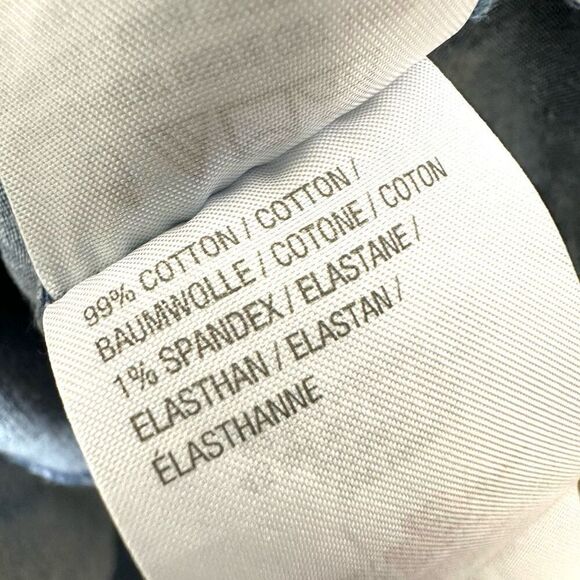 99% COTTON / COTTON /
BAUMWOLLE / COTONE / COTON
1% SPANDEX / ELASTANE /
ELASTHAN / ELASTAN /
ÉLASTHANNE